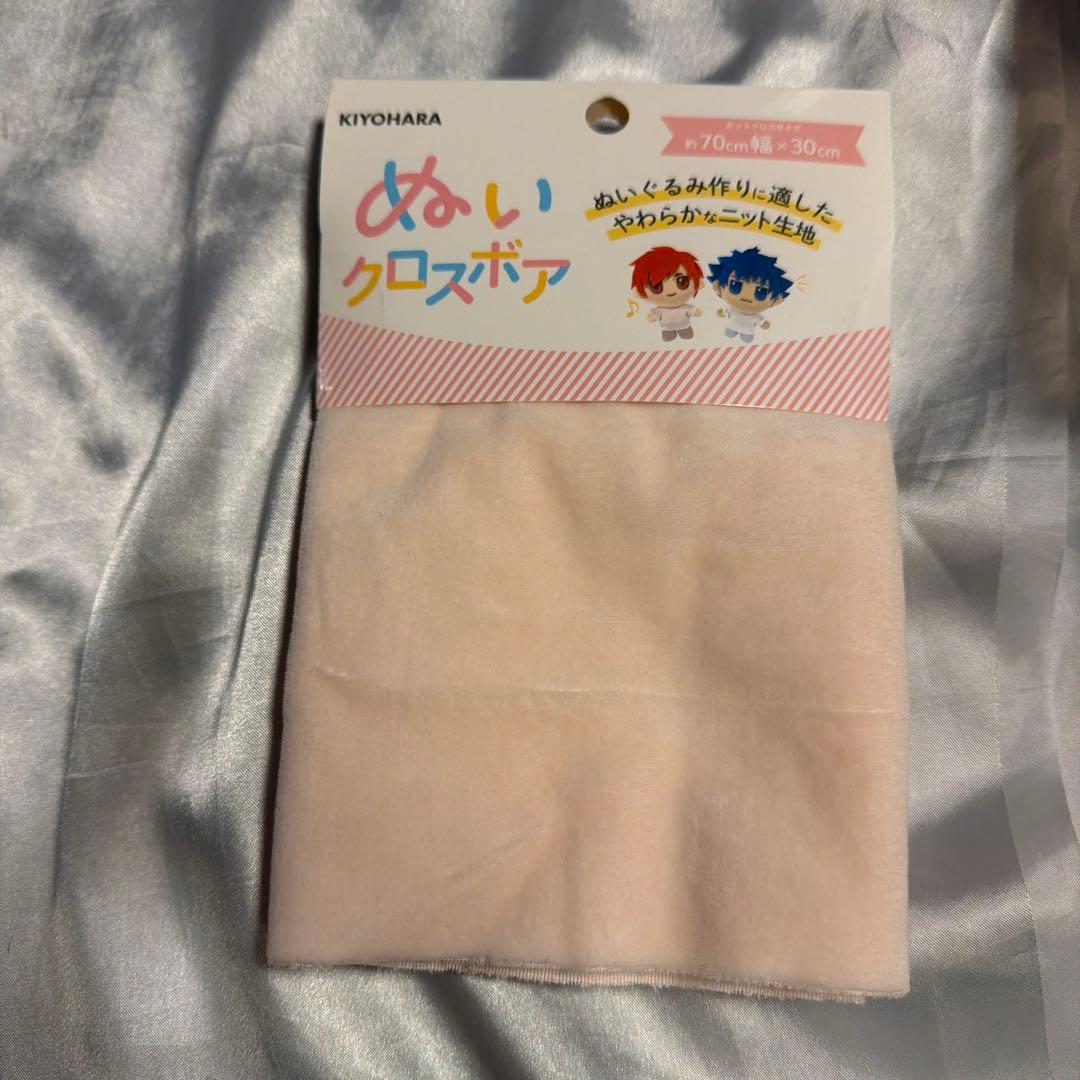 KIYOHARA
ぬい
クロスボア
カットクロスサイズ
約70cm幅×30cm
ぬいぐるみ作りに適した
やわらかなニット生地